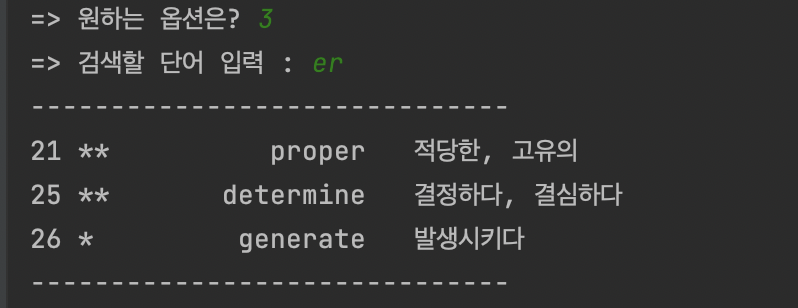 => 원하는 옵션은? 3
=> 검색할 단어 입력 : er
------------------------------
21 **          proper   적당한, 고유의
25 **       determine   결정하다, 결심하다
26 *         generate   발생시키다
------------------------------